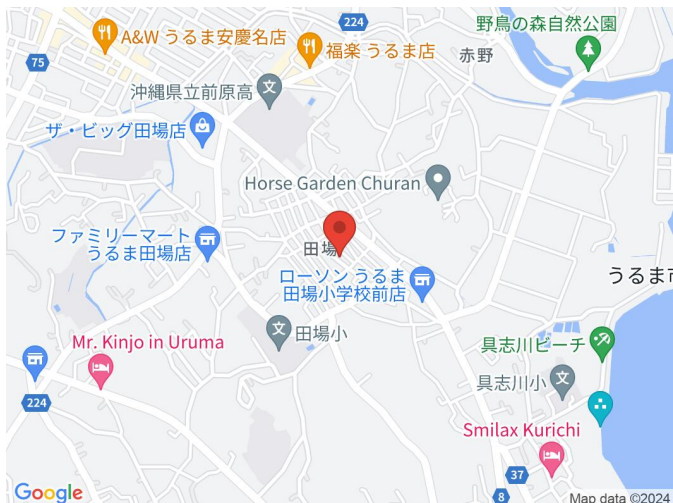 224
A&W うるま安慶名店
野鳥の森自然公園
福楽 うるま店
赤野
75
沖縄県立前原高
文
ザ・ビッグ田場店
Horse Garden Churan
ファミリーマート
うるま田場店
田場
ローソン うるま
田場小学校前店
うるま市
文
田場小
Mr. Kinjo in Uruma
具志川ビーチ
具志川小
文
224
Smilax Kurichi
37
8
Google
Map data ©2024